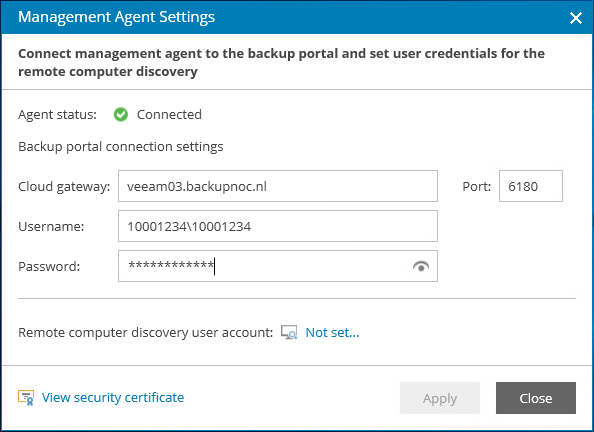 Management Agent Settings
Connect management agent to the backup portal and set user credentials for the
remote computer discovery
Agent status: Connected
Backup portal connection settings
Cloud gateway: veeam03.backupnoc.nl Port: 6180
Username: 10001234\10001234
Password: ************
Remote computer discovery user account: Not set...
View security certificate Apply Close